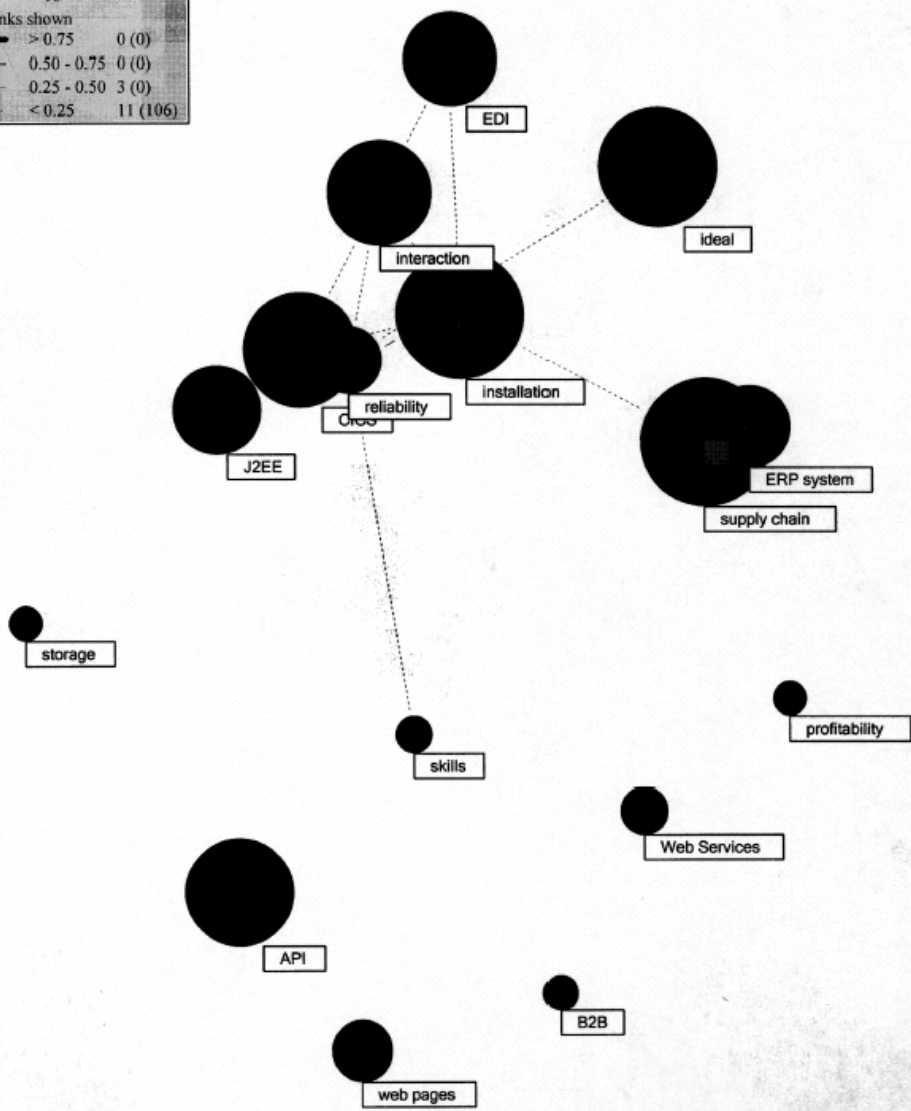 nks shown
> 0.75 0 (0)
0.50 - 0.75 0 (0)
0.25 - 0.50 3 (0)
< 0.25 11 (106)
EDI
ideal
interaction
installation
reliability
J2EE
ERP system
supply chain
storage
profitability
skills
Web Services
API
B2B
web pages